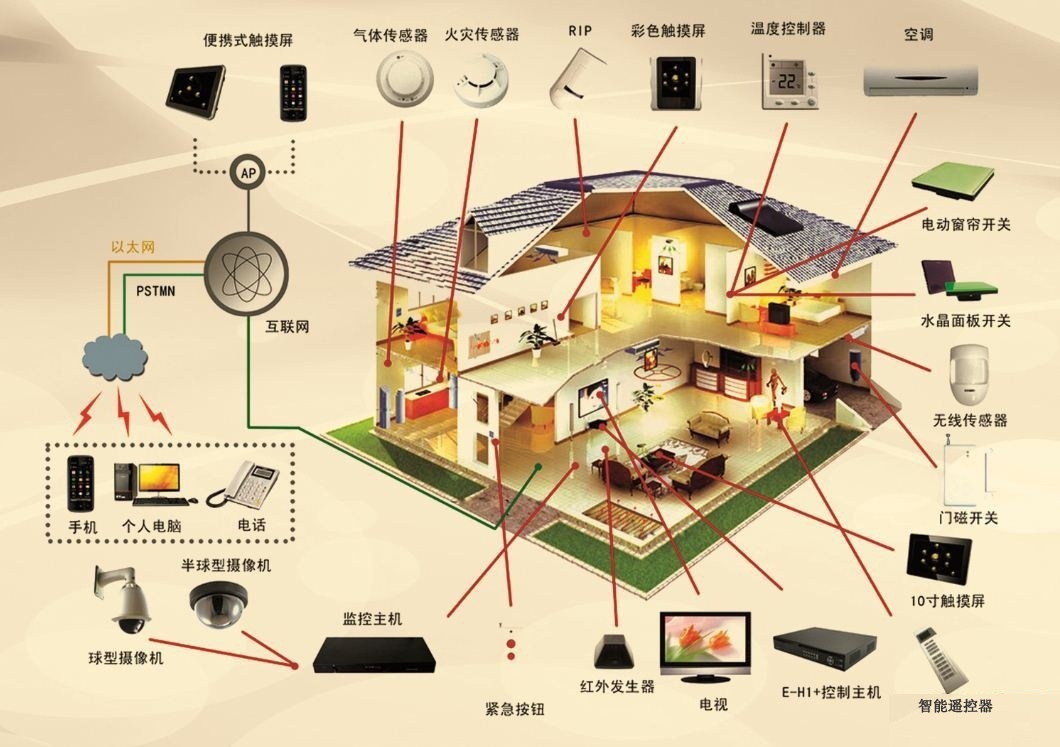 便携式触摸屏
气体传感器
火灾传感器
RIP
彩色触摸屏
温度控制器
空调
22
AP
以太网
PSTMN
互联网
电动窗帘开关
水晶面板开关
无线传感器
门磁开关
手机
个人电脑
电话
半球型摄像机
球型摄像机
监控主机
紧急按钮
红外发生器
电视
E-H1+控制主机
10寸触摸屏
智能遥控器